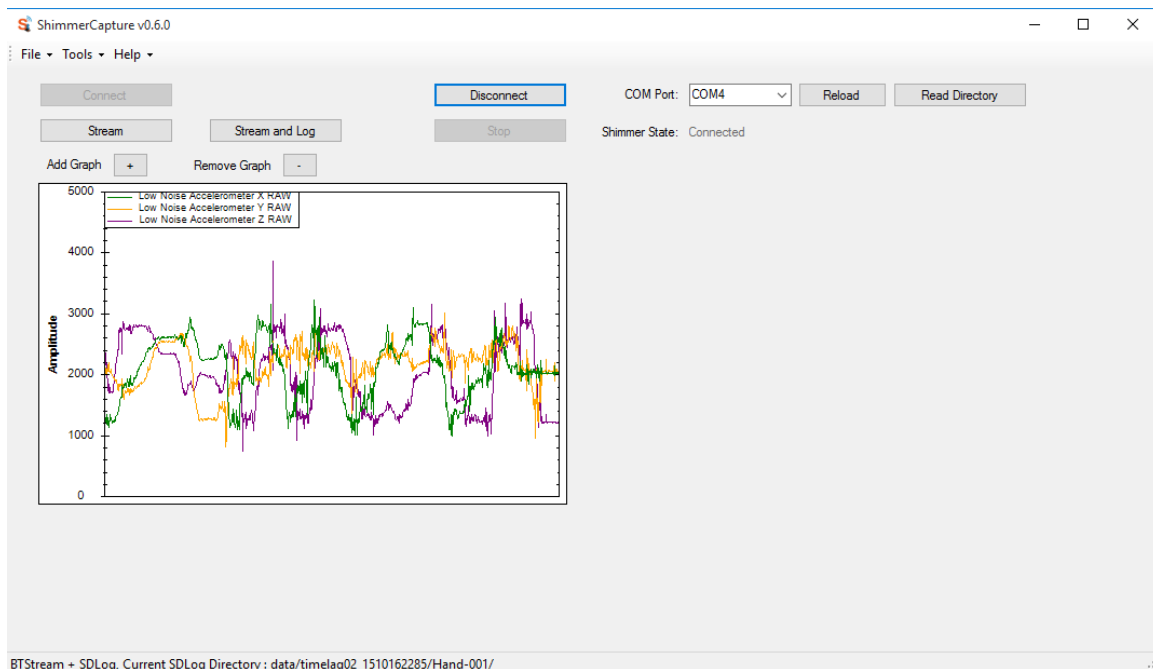 ShimmerCapture v0.6.0
File Tools Help
Connect Disconnect COM Port: COM4 Reload Read Directory
Stream Stream and Log Stop Shimmer State: Connected
Add Graph + Remove Graph -
Low Noise Accelerometer X RAW
Low Noise Accelerometer Y RAW
Low Noise Accelerometer Z RAW
5000
4000
3000
2000
1000
0
Amplitude
BTStream + SDLog, Current SDLog Directory : data/timelag02_1510162285/Hand-001/